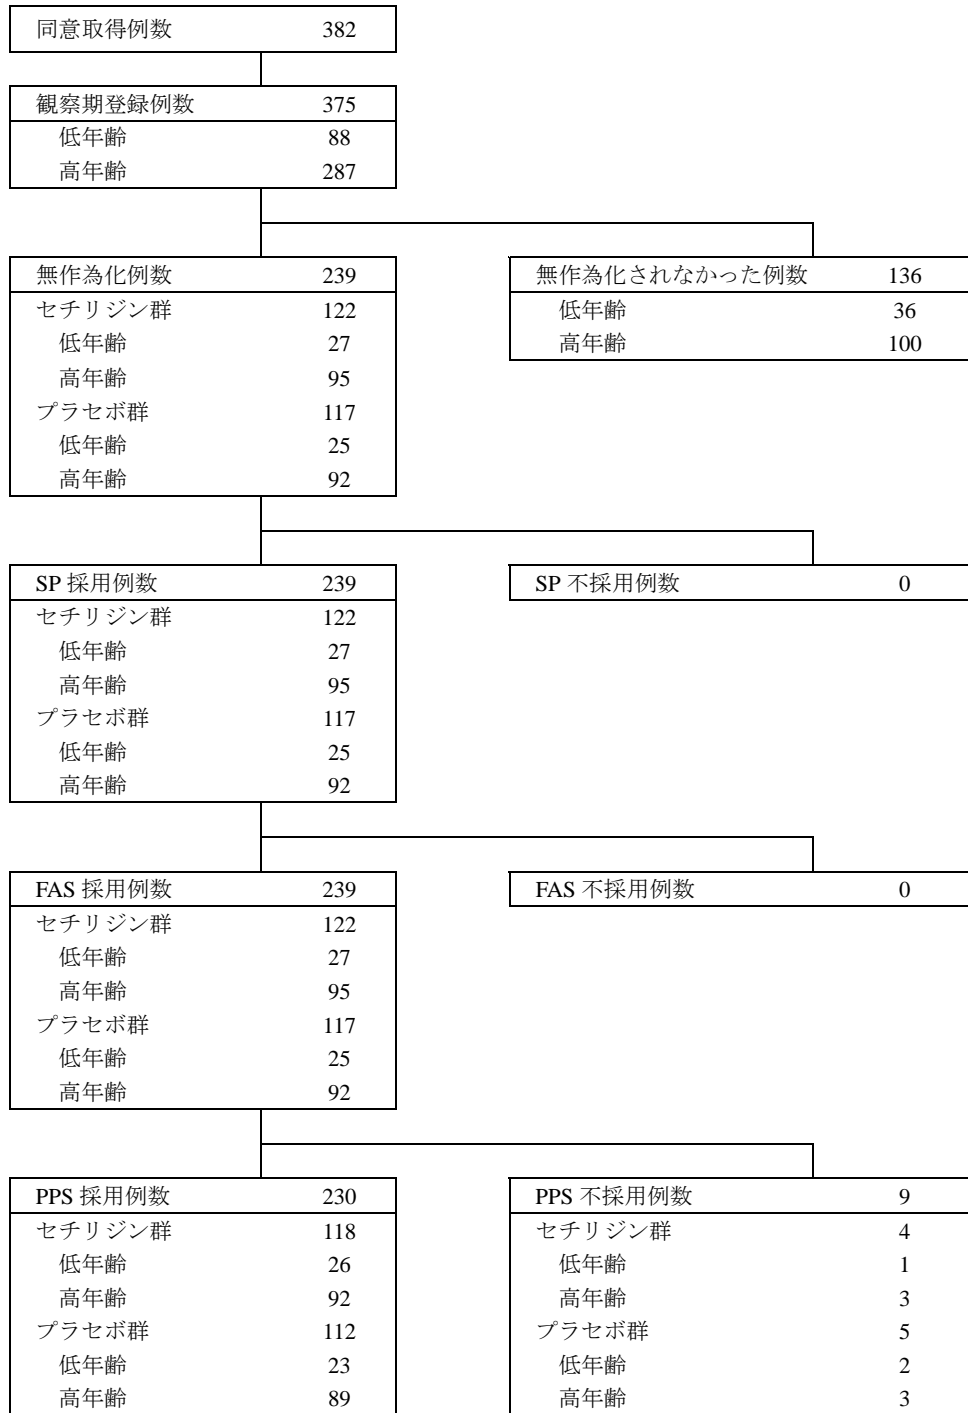 同意取得例数 382
観察期登録例数 375
低年齢 88
高年齢 287
無作為化例数 239
セチリジン群 122
低年齢 27
高年齢 95
プラセボ群 117
低年齢 25
高年齢 92
無作為化されなかった例数 136
低年齢 36
高年齢 100
SP 採用例数 239
セチリジン群 122
低年齢 27
高年齢 95
プラセボ群 117
低年齢 25
高年齢 92
SP 不採用例数 0
FAS 採用例数 239
セチリジン群 122
低年齢 27
高年齢 95
プラセボ群 117
低年齢 25
高年齢 92
FAS 不採用例数 0
PPS 採用例数 230
セチリジン群 118
低年齢 26
高年齢 92
プラセボ群 112
低年齢 23
高年齢 89
PPS 不採用例数 9
セチリジン群 4
低年齢 1
高年齢 3
プラセボ群 5
低年齢 2
高年齢 3